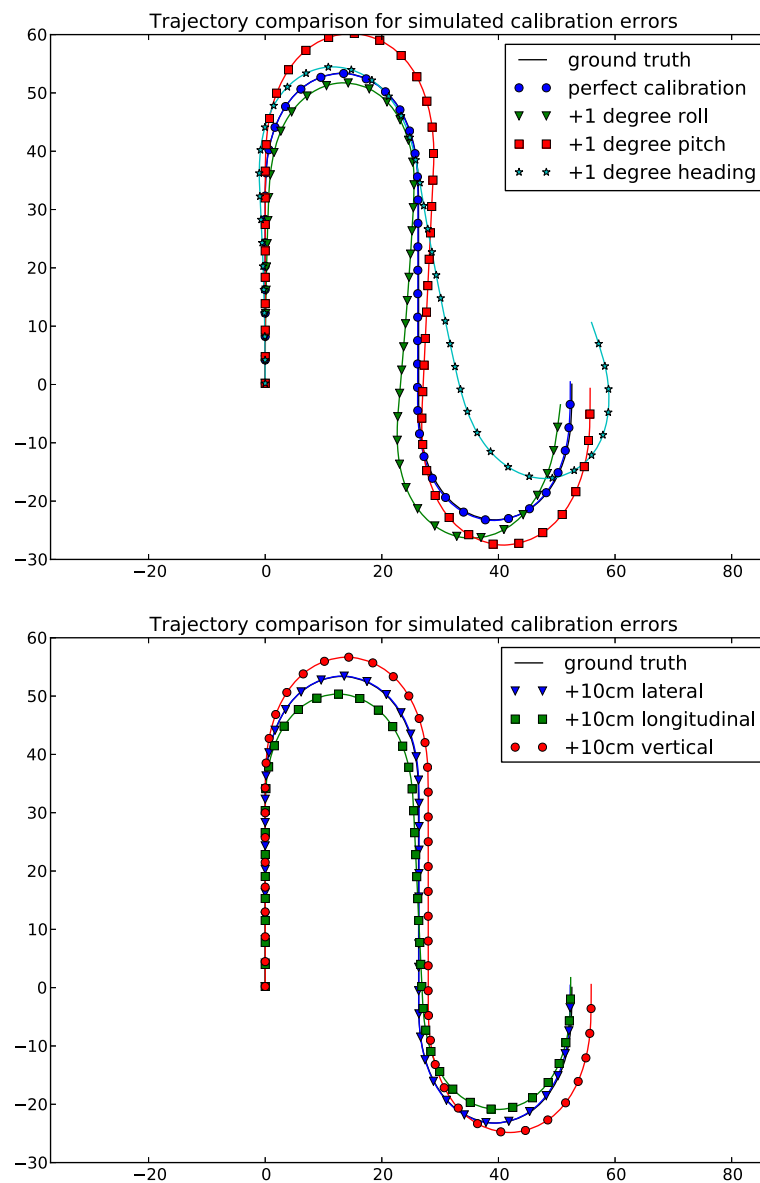 Trajectory comparison for simulated calibration errors
60
50
40
30
20
10
0
−10
−20
−30
−20 0 20 40 60 80
ground truth
perfect calibration
+1 degree roll
+1 degree pitch
+1 degree heading
Trajectory comparison for simulated calibration errors
60
50
40
30
20
10
0
−10
−20
−30
−20 0 20 40 60 80
ground truth
+10cm lateral
+10cm longitudinal
+10cm vertical